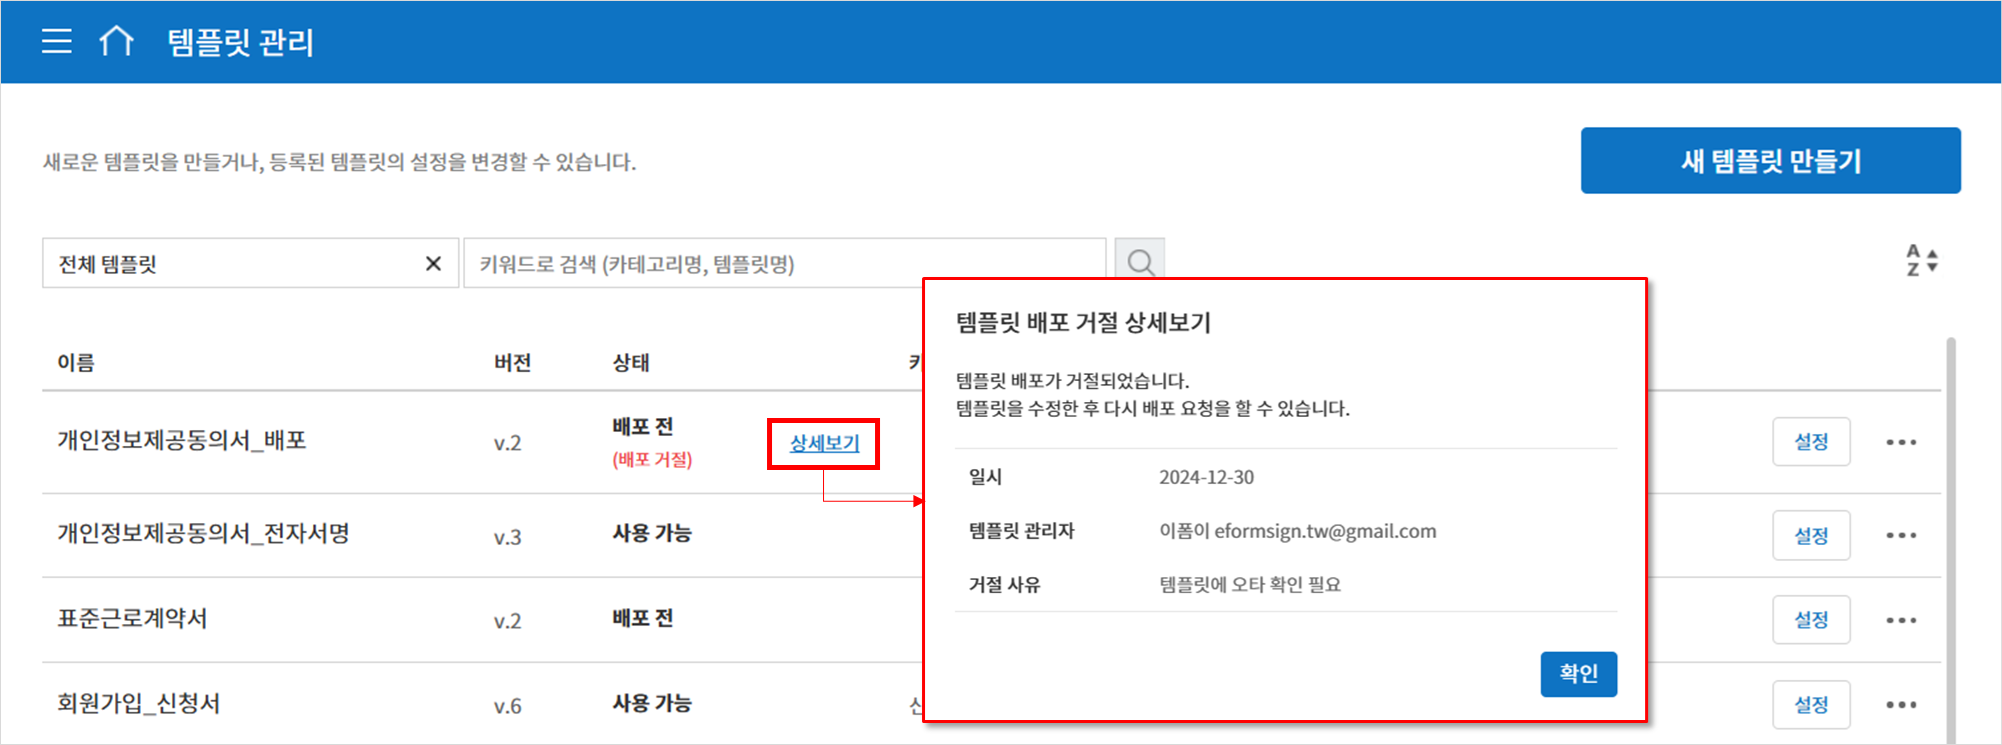 템플릿 관리
새로운 템플릿을 만들거나, 등록된 템플릿의 설정을 변경할 수 있습니다.
새 템플릿 만들기
전체 템플릿
키워드로 검색 (카테고리명, 템플릿명)
A
Z
이름 버전 상태
개인정보제공동의서_배포 v.2 배포 전 (배포 거절) 상세보기 설정
개인정보제공동의서_전자서명 v.3 사용 가능 설정
표준근로계약서 v.2 배포 전 설정
회원가입_신청서 v.6 사용 가능 설정
템플릿 배포 거절 상세보기
템플릿 배포가 거절되었습니다.
템플릿을 수정한 후 다시 배포 요청을 할 수 있습니다.
일시 2024-12-30
템플릿 관리자 이폼이 eformsign.tw@gmail.com
거절 사유 템플릿에 오타 확인 필요
확인